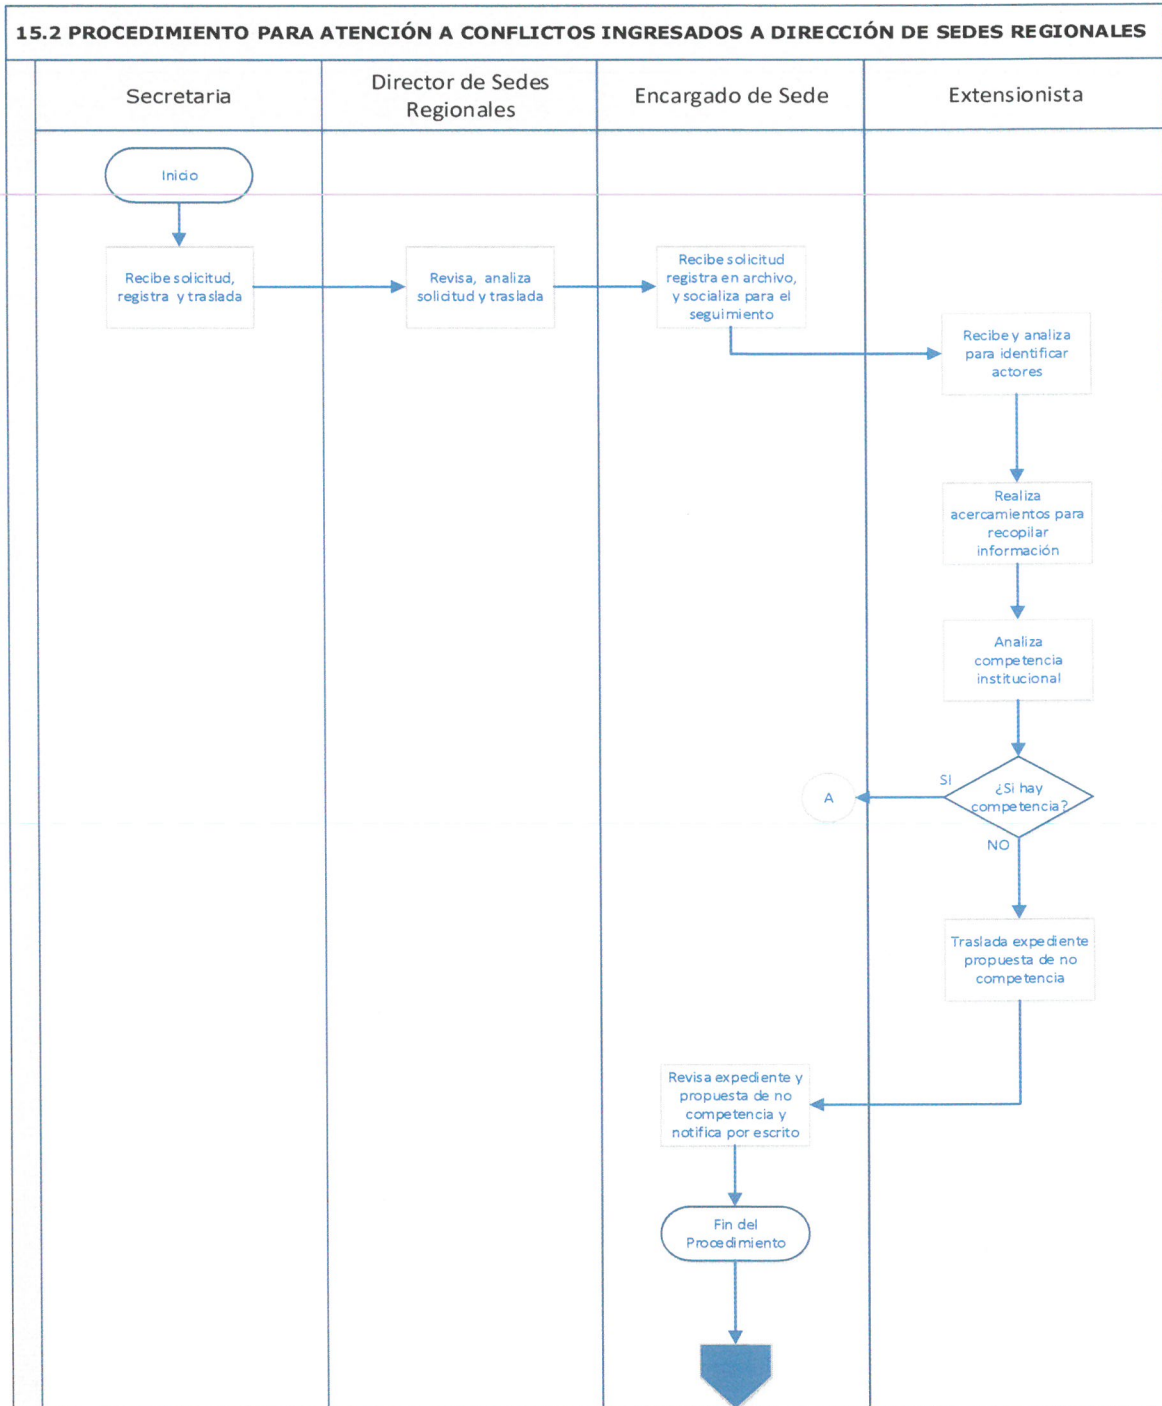 15.2 PROCEDIMIENTO PARA ATENCIÓN A CONFLICTOS INGRESADOS A DIRECCIÓN DE SEDES REGIONALES
Secretaria
Director de Sedes
Regionales
Encargado de Sede
Extensionista
Inicio
Recibe solicitud,
registra y traslada
Revisa, analiza
solicitud y traslada
Recibe solicitud
registra en archivo,
y socializa para el
seguimiento
Recibe y analiza
para identificar
actores
Realiza
acercamientos para
recopilar
información
Analiza
competencia
institucional
¿Si hay
competencia?
SI
A
NO
Traslada expediente
propuesta de no
competencia
Revisa expediente y
propuesta de no
competencia y
notifica por escrito
Fin del
Procedimiento